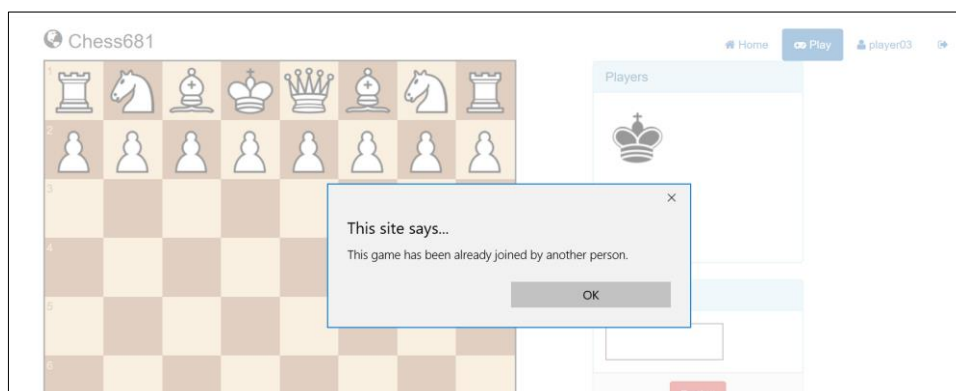 Chess681
Home
Play
player03
Players
1
2
3
4
5
6
This site says...
This game has been already joined by another person.
OK